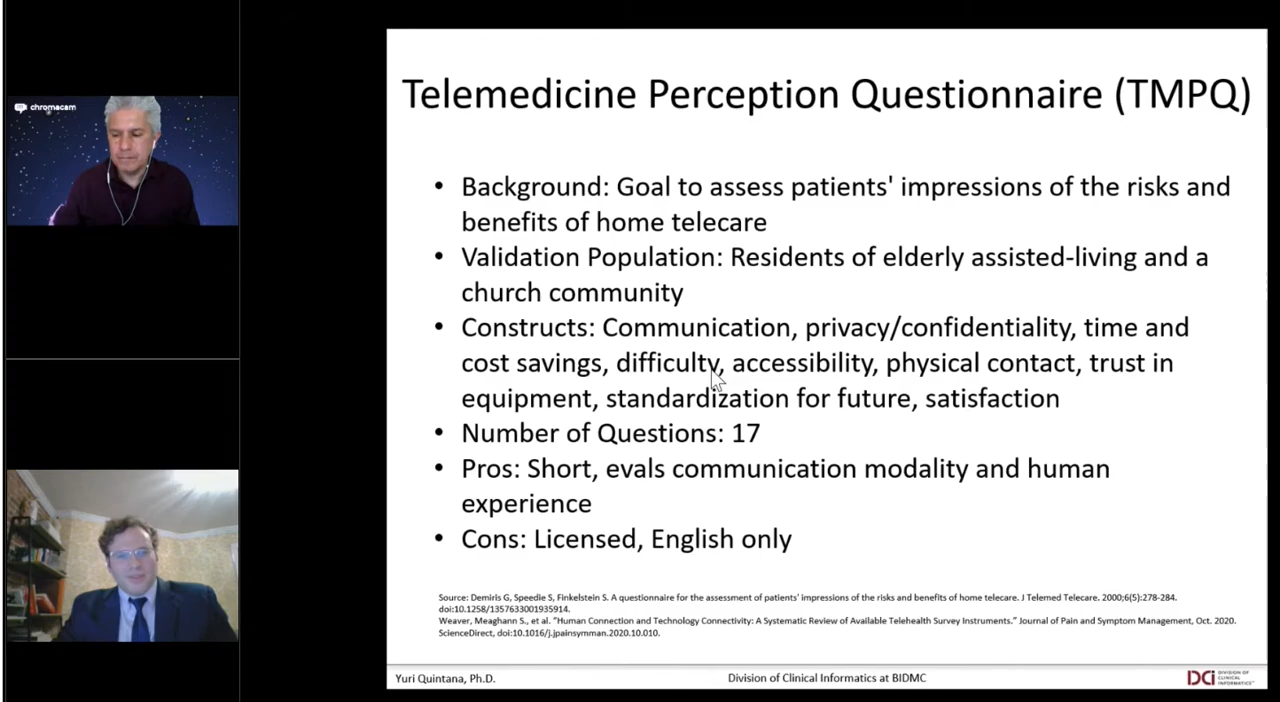 chromacam
Telemedicine Perception Questionnaire (TMPQ)
• Background: Goal to assess patients' impressions of the risks and
benefits of home telecare
• Validation Population: Residents of elderly assisted-living and a
church community
• Constructs: Communication, privacy/confidentiality, time and
cost savings, difficulty, accessibility, physical contact, trust in
equipment, standardization for future, satisfaction
• Number of Questions: 17
• Pros: Short, evals communication modality and human
experience
• Cons: Licensed, English only
Source: Demiris G, Speedie S, Finkelstein S. A questionnaire for the assessment of patients' impressions of the risks and benefits of home telecare. J Telemed Telecare. 2000;6(5):278-284.
doi:10.1258/1357633001935914.
Weaver, Meaghann S., et al. "Human Connection and Technology Connectivity: A Systematic Review of Available Telehealth Survey Instruments." Journal of Pain and Symptom Management, Oct. 2020.
ScienceDirect, doi:10.1016/j.jpainsymman.2020.10.010.
Yuri Quintana, Ph.D.
Division of Clinical Informatics at BIDMC
DCi
DIVISION OF
CLINICAL
INFORMATICS